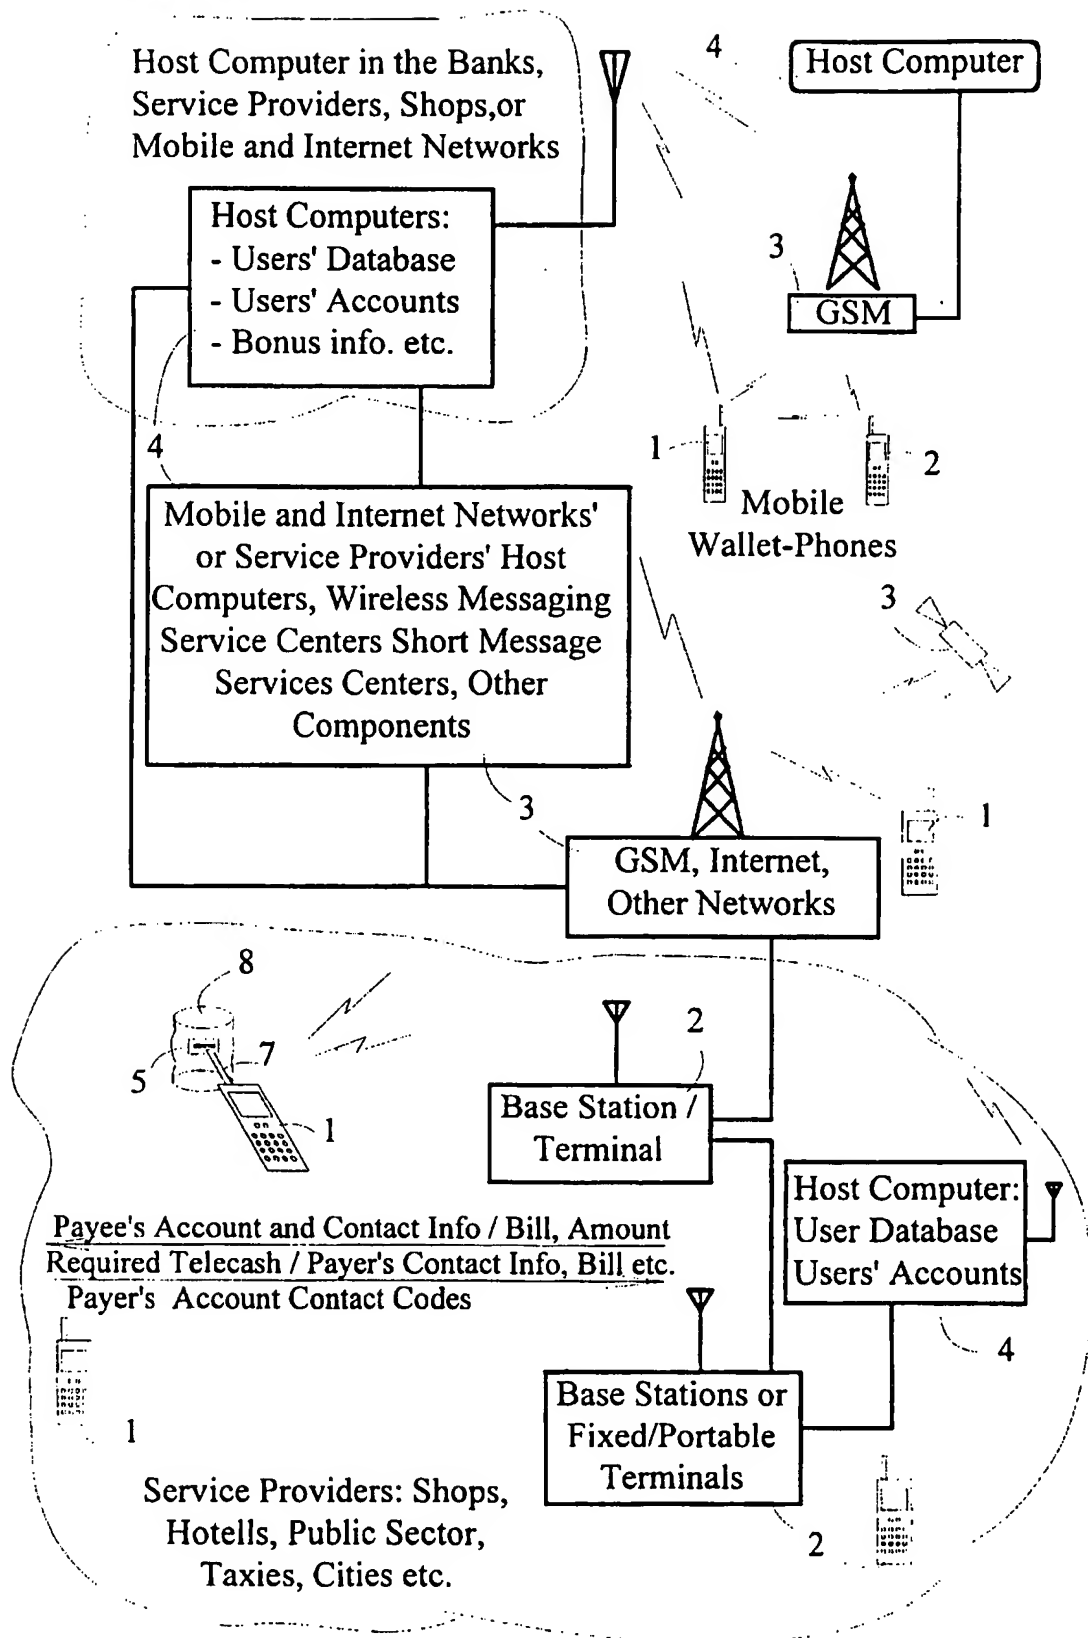 Host Computer in the Banks,
Service Providers, Shops,or
Mobile and Internet Networks
4
Host Computer
Host Computers:
- Users' Database
- Users' Accounts
- Bonus info. etc.
3
GSM
4
1
2
Mobile
Wallet-Phones
Mobile and Internet Networks'
or Service Providers' Host
Computers, Wireless Messaging
Service Centers Short Message
Services Centers, Other
Components
3
3
1
GSM, Internet,
Other Networks
8
5
7
1
2
Base Station /
Terminal
Host Computer:
User Database
Users' Accounts
4
Payee's Account and Contact Info / Bill, Amount
Required Telecash / Payer's Contact Info, Bill etc.
Payer's Account Contact Codes
1
Base Stations or
Fixed/Portable
Terminals
2
Service Providers: Shops,
Hotells, Public Sector,
Taxies, Cities etc.